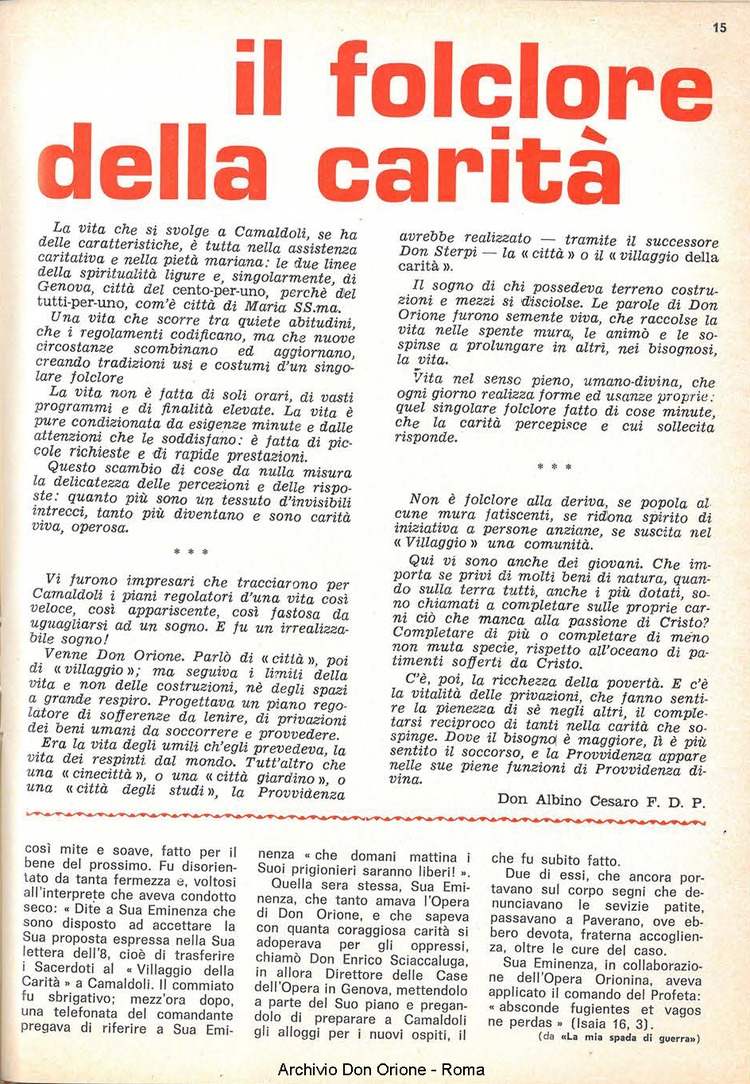 15
il folclore
della carità
La vita che si svolge a Camaldoli, se ha
delle caratteristiche, è tutta nella assistenza
caritativa e nella pietà mariana: le due linee
della spiritualità ligure e, singolarmente, di
Genova, città del cento-per-uno, perchè del
tutti-per-uno, com'è città di Maria SS.ma.
Una vita che scorre tra quiete abitudini,
che i regolamenti codificano, ma che nuove
circostanze scombinano ed aggiornano,
creando tradizioni usi e costumi d'un singo-
lare folclore
La vita non è fatta di soli orari, di vasti
programmi e di finalità elevate. La vita è
pure condizionata da esigenze minute e dalle
attenzioni che le soddisfano: è fatta di pic-
cole richieste e di rapide prestazioni.
Questo scambio di cose da nulla misura
la delicatezza delle percezioni e delle rispo-
ste: quanto più sono un tessuto d'invisibili
intrecci, tanto più diventano e sono carità
viva, operosa.
* * *
Vi furono impresari che tracciarono per
Camaldoli i piani regolatori d'una vita così
veloce, così appariscente, così fastosa da
uguagliarsi ad un sogno. E fu un irrealizza-
bile sogno!
Venne Don Orione. Parlò di « città », poi
di « villaggio »; ma seguiva i limiti della
vita e non delle costruzioni, nè degli spazi
a grande respiro. Progettava un piano rego-
latore di sofferenze da lenire, di privazioni
dei beni umani da soccorrere e provvedere.
Era la vita degli umili ch'egli prevedeva, la
vita dei respinti dal mondo. Tutt'altro che
una « cinecittà », o una « città giardino », o
una « città degli studi », la Provvidenza
avrebbe realizzato — tramite il successore
Don Sterpi — la « città » o il « villaggio della
carità ».
Il sogno di chi possedeva terreno costru-
zioni e mezzi si disciolse. Le parole di Don
Orione furono semente viva, che raccolse la
vita nelle spente mura, le animò e le so-
spinse a prolungare in altri, nei bisognosi,
la vita.
Vita nel senso pieno, umano-divina, che
ogni giorno realizza forme ed usanze proprie:
quel singolare folclore fatto di cose minute,
che la carità percepisce e cui sollecita
risponde.
* * *
Non è folclore alla deriva, se popola al
cune mura fatiscenti, se ridona spirito di
iniziativa a persone anziane, se suscita nel
« Villaggio » una comunità.
Qui vi sono anche dei giovani. Che im-
porta se privi di molti beni di natura, quan-
do sulla terra tutti, anche i più dotati, so-
no chiamati a completare sulle proprie car-
ni ciò che manca alla passione di Cristo?
Completare di più o completare di meno
non muta specie, rispetto all'oceano di pa-
timenti sofferti da Cristo.
C'è, poi, la ricchezza della povertà. E c'è
la vitalità delle privazioni, che fanno senti-
re la pienezza di sè negli altri, il comple-
tarsi reciproco di tanti nella carità che so-
spinge. Dove il bisogno è maggiore, lì è più
sentito il soccorso, e la Provvidenza appare
nelle sue piene funzioni di Provvidenza di-
vina.
Don Albino Cesaro F. D. P.
così mite e soave, fatto per il
bene del prossimo. Fu disorien-
tato da tanta fermezza e, voltosi
all'interprete che aveva condotto
seco: « Dite a Sua Eminenza che
sono disposto ad accettare la
Sua proposta espressa nella Sua
lettera dell'8, cioè di trasferire
i Sacerdoti al « Villaggio della
Carità » a Camaldoli. Il commiato
fu sbrigativo; mezz'ora dopo,
una telefonata del comandante
pregava di riferire a Sua Emi-
nenza « che domani mattina i
Suoi prigionieri saranno liberi! ».
Quella sera stessa, Sua Emi-
nenza, che tanto amava l'Opera
di Don Orione, e che sapeva
con quanta coraggiosa carità si
adoperava per gli oppressi,
chiamò Don Enrico Sciaccaluga,
in allora Direttore delle Case
dell'Opera in Genova, mettendolo
a parte del Suo piano e pregan-
dolo di preparare a Camaldoli
gli alloggi per i nuovi ospiti, il
che fu subito fatto.
Due di essi, che ancora por-
tavano sul corpo segni che de-
nunciavano le sevizie patite,
passavano a Paverano, ove eb-
bero devota, fraterna accoglien-
za, oltre le cure del caso.
Sua Eminenza, in collaborazio-
ne dell'Opera Orionina, aveva
applicato il comando del Profeta:
« absconde fugientes et vagos
ne perdas » (Isaia 16, 3).
(da «La mia spada di guerra»)
Archivio Don Orione - Roma